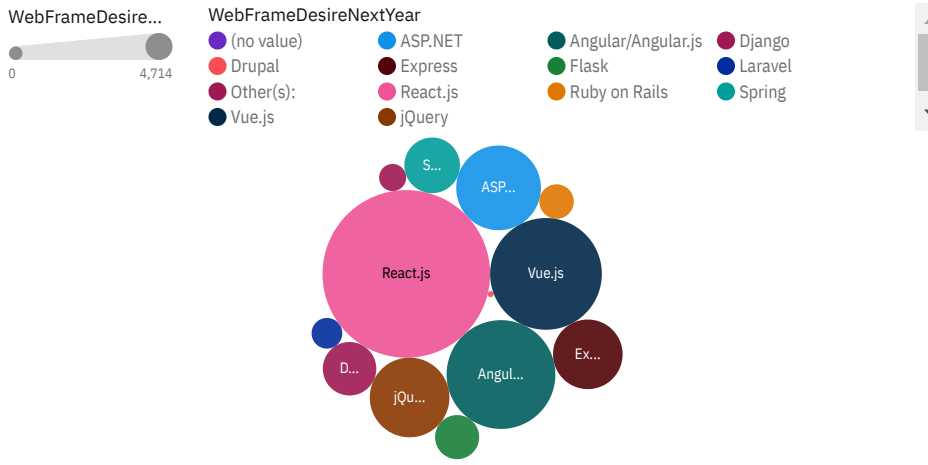 WebFrameDesire...
0 4,714
WebFrameDesireNextYear
(no value) ASP.NET Angular/Angular.js Django
Drupal Express Flask Laravel
Other(s): React.js Ruby on Rails Spring
Vue.js jQuery
S...
ASP...
React.js
Vue.js
Ex...
D...
Angul...
jQu...